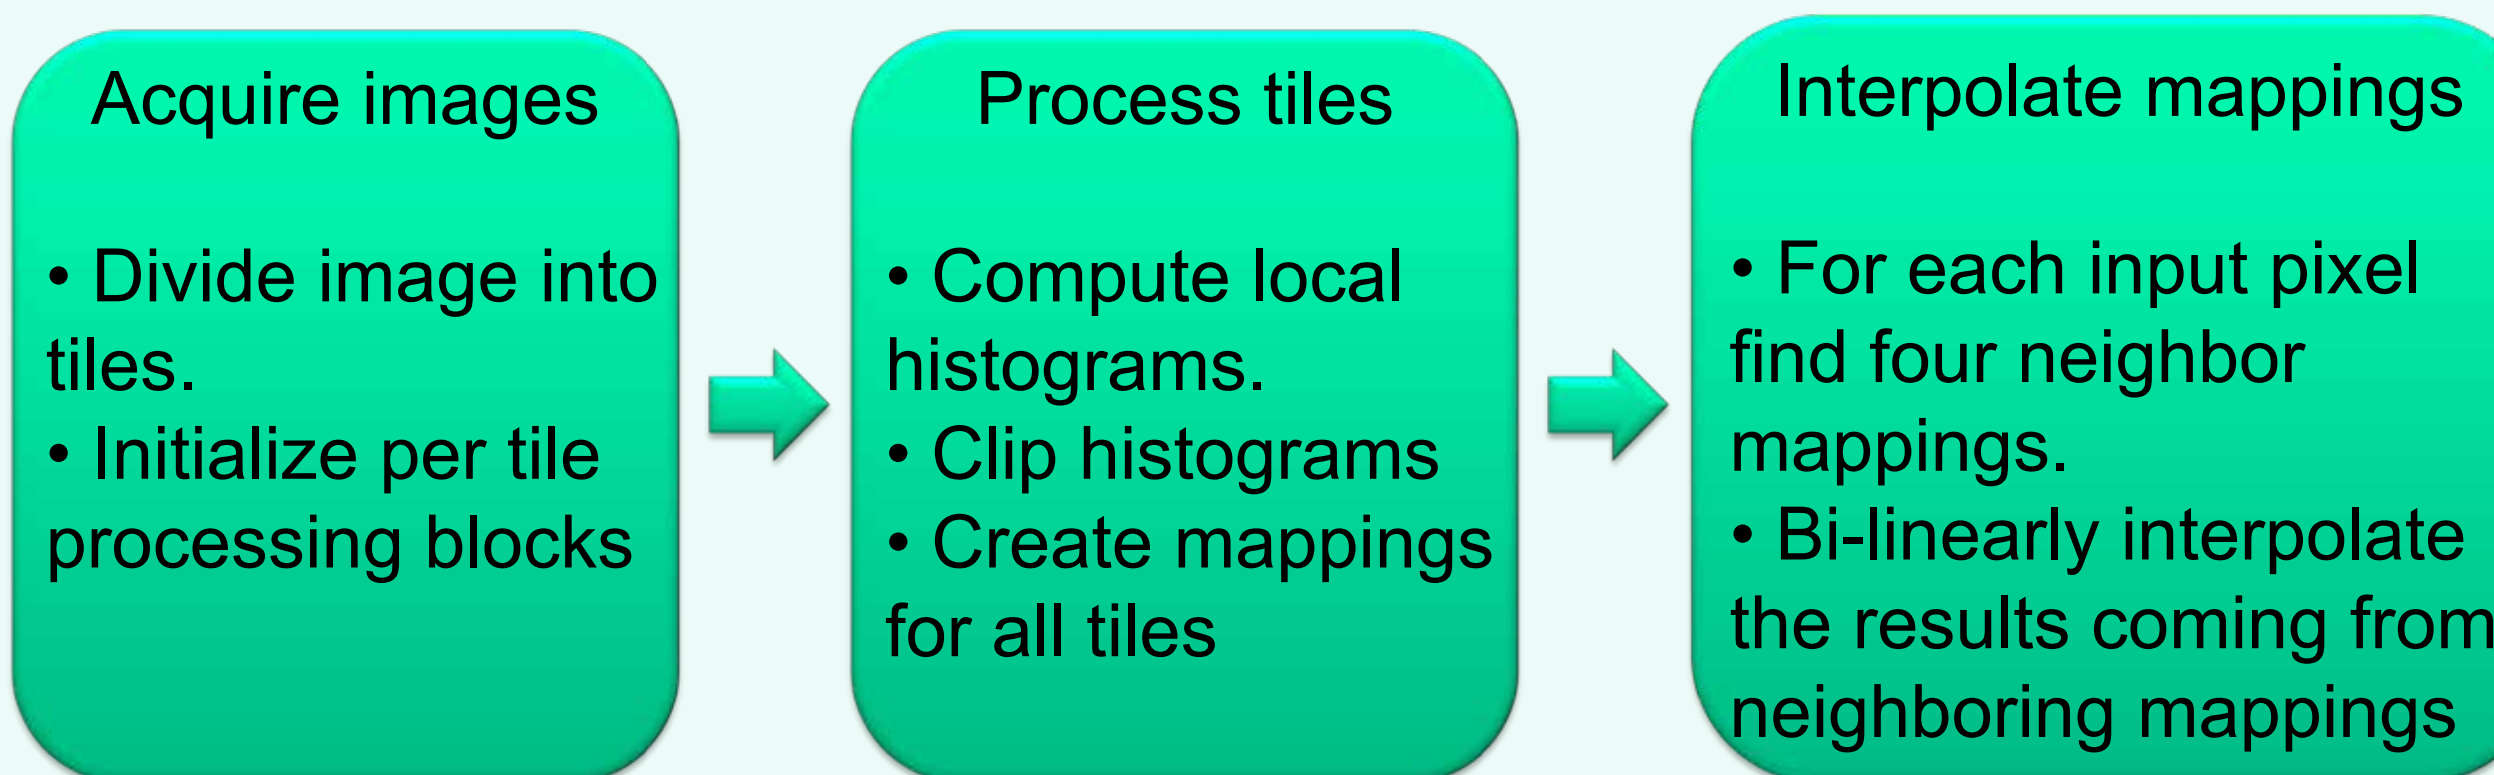 Acquire images
• Divide image into
tiles.
• Initialize per tile
processing blocks
Process tiles
• Compute local
histograms.
• Clip histograms
• Create mappings
for all tiles
Interpolate mappings
• For each input pixel
find four neighbor
mappings.
• Bi-linearly interpolate
the results coming from
neighboring mappings